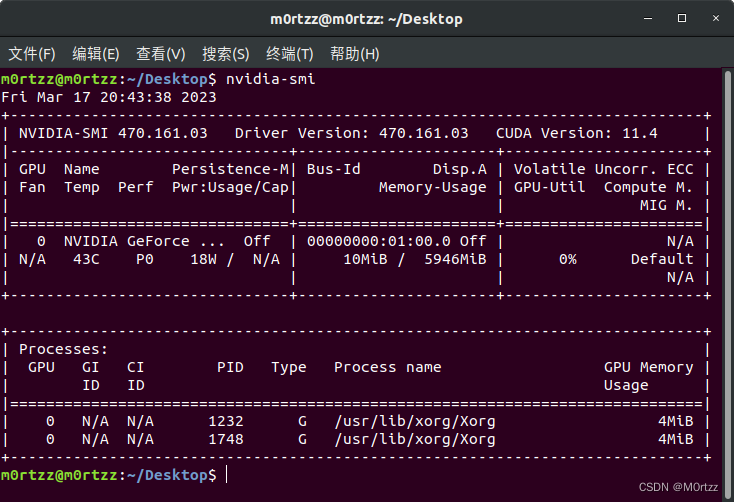 m0rtzz@m0rtzz: ~/Desktop
文件(F) 编辑(E) 查看(V) 搜索(S) 终端(T) 帮助(H)
m0rtzz@m0rtzz:~/Desktop$ nvidia-smi
Fri Mar 17 20:43:38 2023
+-----------------------------------------------------------------------------+
| NVIDIA-SMI 470.161.03   Driver Version: 470.161.03   CUDA Version: 11.4     |
|-------------------------------+----------------------+----------------------+
| GPU  Name        Persistence-M| Bus-Id        Disp.A | Volatile Uncorr. ECC |
| Fan  Temp  Perf  Pwr:Usage/Cap|         Memory-Usage | GPU-Util  Compute M. |
|                               |                      |               MIG M. |
|===============================+======================+======================|
|   0  NVIDIA GeForce ...  Off  | 00000000:01:00.0 Off |                  N/A |
| N/A   43C    P0    18W /  N/A |     10MiB /  5946MiB |      0%      Default |
|                               |                      |                  N/A |
+-------------------------------+----------------------+----------------------+
+-----------------------------------------------------------------------------+
| Processes:                                                                  |
|  GPU   GI   CI        PID   Type   Process name                  GPU Memory |
|        ID   ID                                                   Usage      |
|=============================================================================|
|    0   N/A  N/A      1232      G   /usr/lib/xorg/Xorg                  4MiB |
|    0   N/A  N/A      1748      G   /usr/lib/xorg/Xorg                  4MiB |
+-----------------------------------------------------------------------------+
m0rtzz@m0rtzz:~/Desktop$
CSDN @M0rtzz